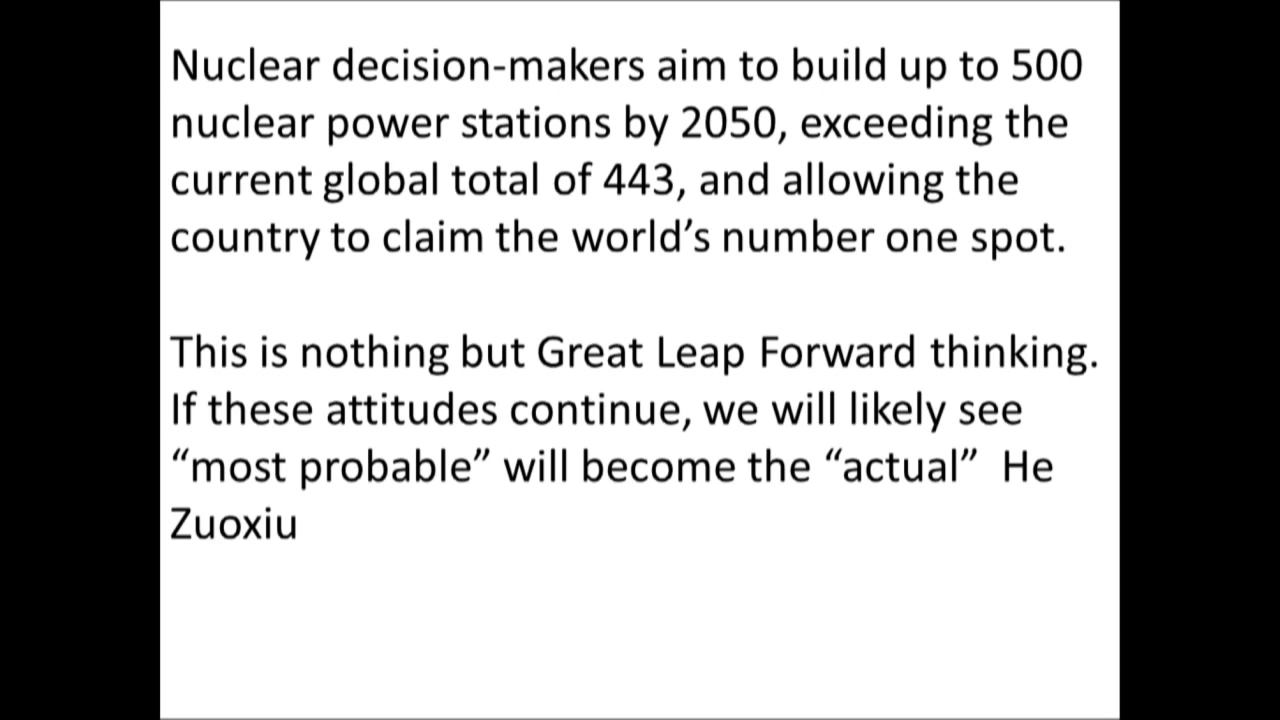 Nuclear decision-makers aim to build up to 500
nuclear power stations by 2050, exceeding the
current global total of 443, and allowing the
country to claim the world’s number one spot.
This is nothing but Great Leap Forward thinking.
If these attitudes continue, we will likely see
“most probable” will become the “actual”  He
Zuoxiu